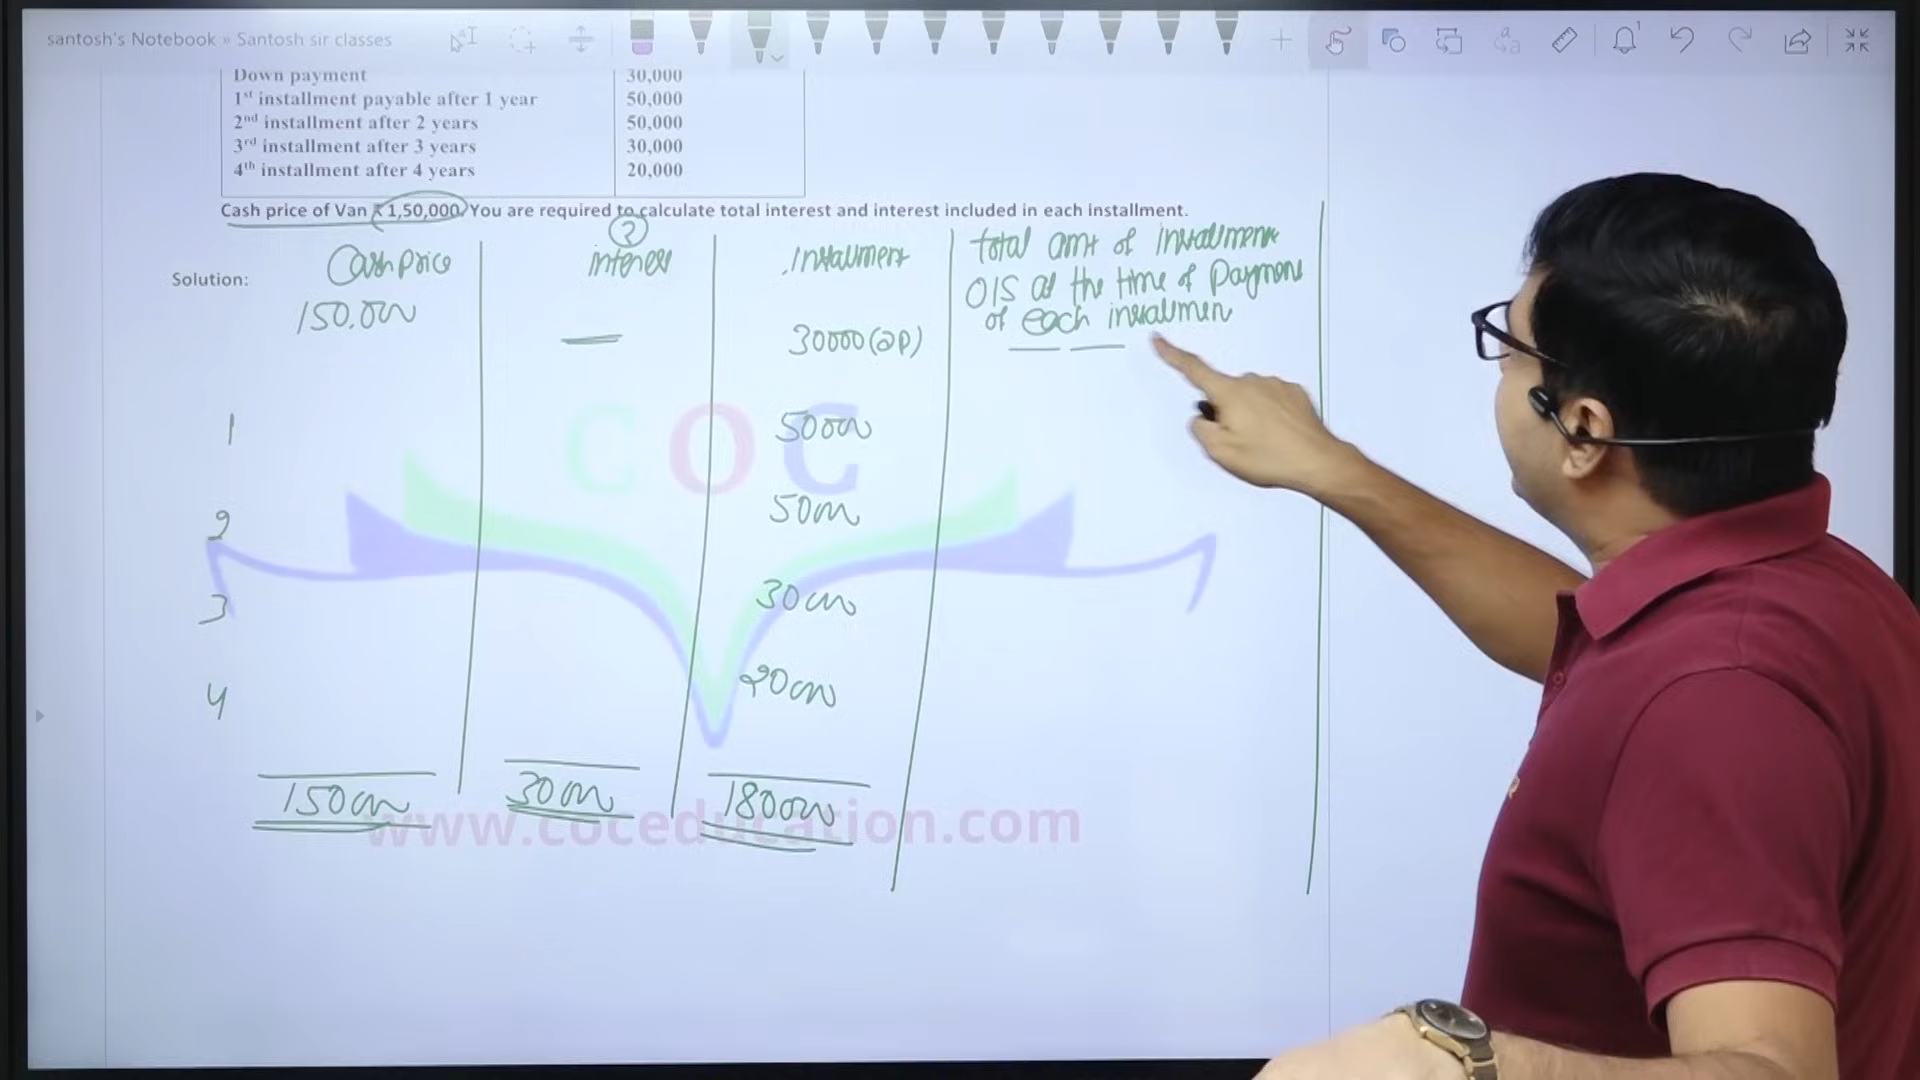 santosh's Notebook » Santosh sir classes
Down payment 30,000
1st installment payable after 1 year 50,000
2nd installment after 2 years 50,000
3rd installment after 3 years 30,000
4th installment after 4 years 20,000
Cash price of Van ₹ 1,50,000. You are required to calculate total interest and interest included in each installment.
Solution:
Cash price
interest
Installment
total amt of installment
O/S at the time of Payment
of each installment
150,000
—
30000 (DP)
1 50000
2 50000
3 30000
4 20000
150000 30000 180000
C O C
www.coceducation.com